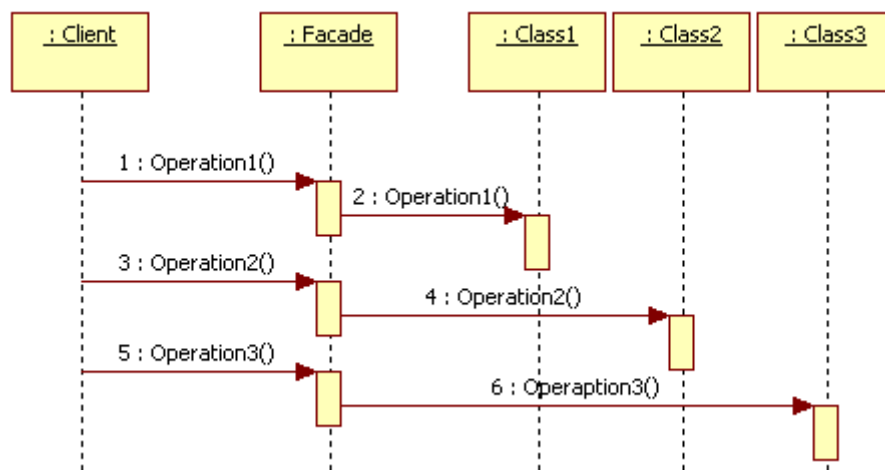 : Client
: Facade
: Class1
: Class2
: Class3
1 : Operation1()
2 : Operation1()
3 : Operation2()
4 : Operation2()
5 : Operation3()
6 : Operaption3()